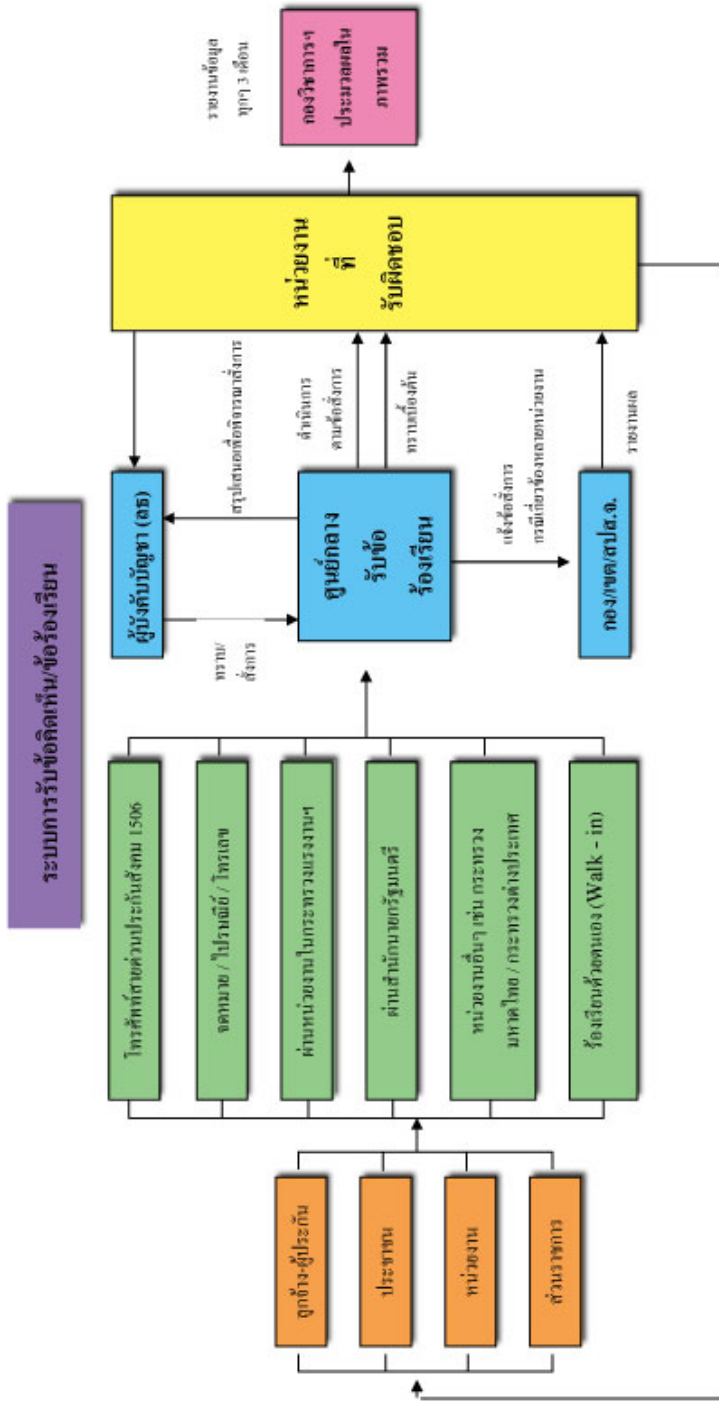 ระบบการรับข้อคิดเห็น/ข้อร้องเรียน
ลูกจ้าง-ผู้ประกัน
ประชาชน
หน่วยงาน
ส่วนราชการ
โทรศัพท์สายด่วนประกันสังคม 1506
จดหมาย / ไปรษณีย์ / โทรเลข
ผ่านหน่วยงานในกระทรวงแรงงานฯ
ผ่านสำนักนายกรัฐมนตรี
หน่วยงานอื่นๆ เช่น กระทรวง
มหาดไทย / กระทรวงต่างประเทศ
ร้องเรียนด้วยตนเอง (Walk - in)
ผู้บังคับบัญชา (สธ)
ทราบ/
สั่งการ
สรุปเสนอเพื่อพิจารณาสั่งการ
ศูนย์กลาง
รับข้อ
ร้องเรียน
ดำเนินการ
ตามข้อสั่งการ
ทราบเบื้องต้น
แจ้งข้อสั่งการ
กรณีเกี่ยวข้องหลายหน่วยงาน
กอง/เขต/สปส.จ.
รายงานผล
หน่วยงาน
ที่
รับผิดชอบ
รายงานข้อมูล
ทุกๆ 3 เดือน
กองวิชาการฯ
ประมวลผลใน
ภาพรวม